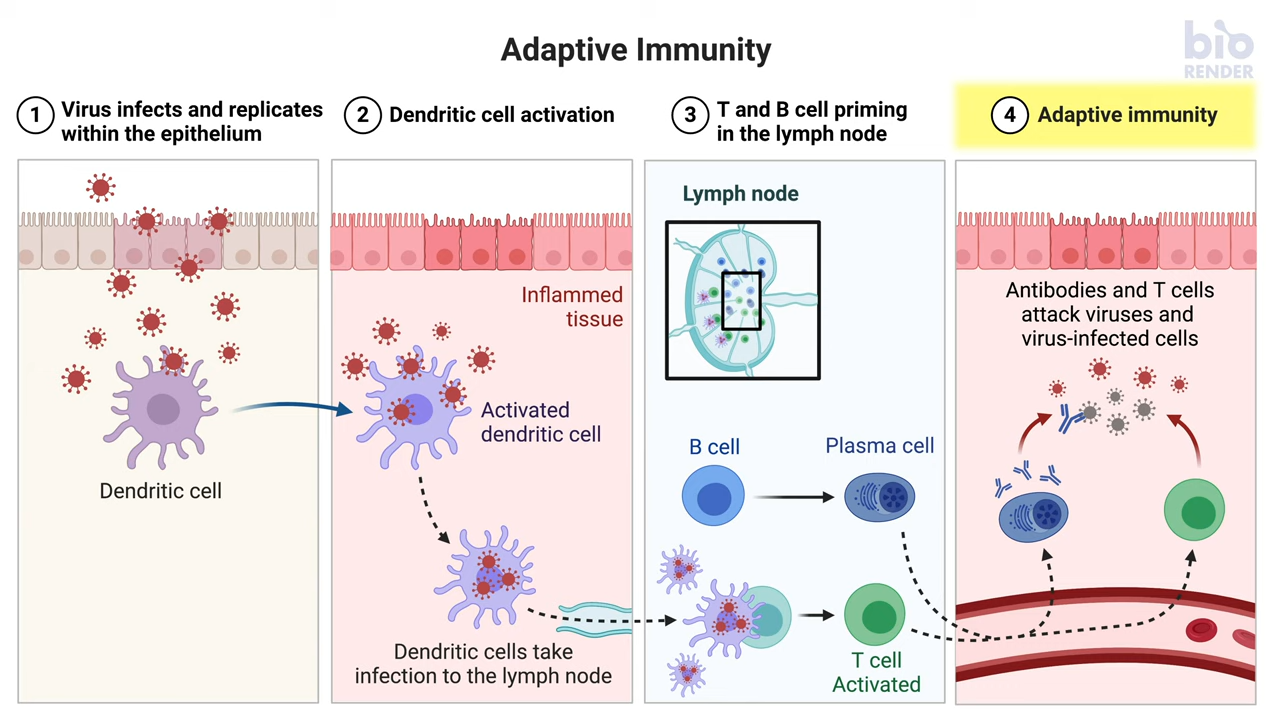 Adaptive Immunity
bio
RENDER
1
Virus infects and replicates
within the epithelium
2
Dendritic cell activation
3
T and B cell priming
in the lymph node
4
Adaptive immunity
Dendritic cell
Inflammed
tissue
Activated
dendritic cell
Dendritic cells take
infection to the lymph node
Lymph node
B cell
Plasma cell
T cell
Activated
Antibodies and T cells
attack viruses and
virus-infected cells